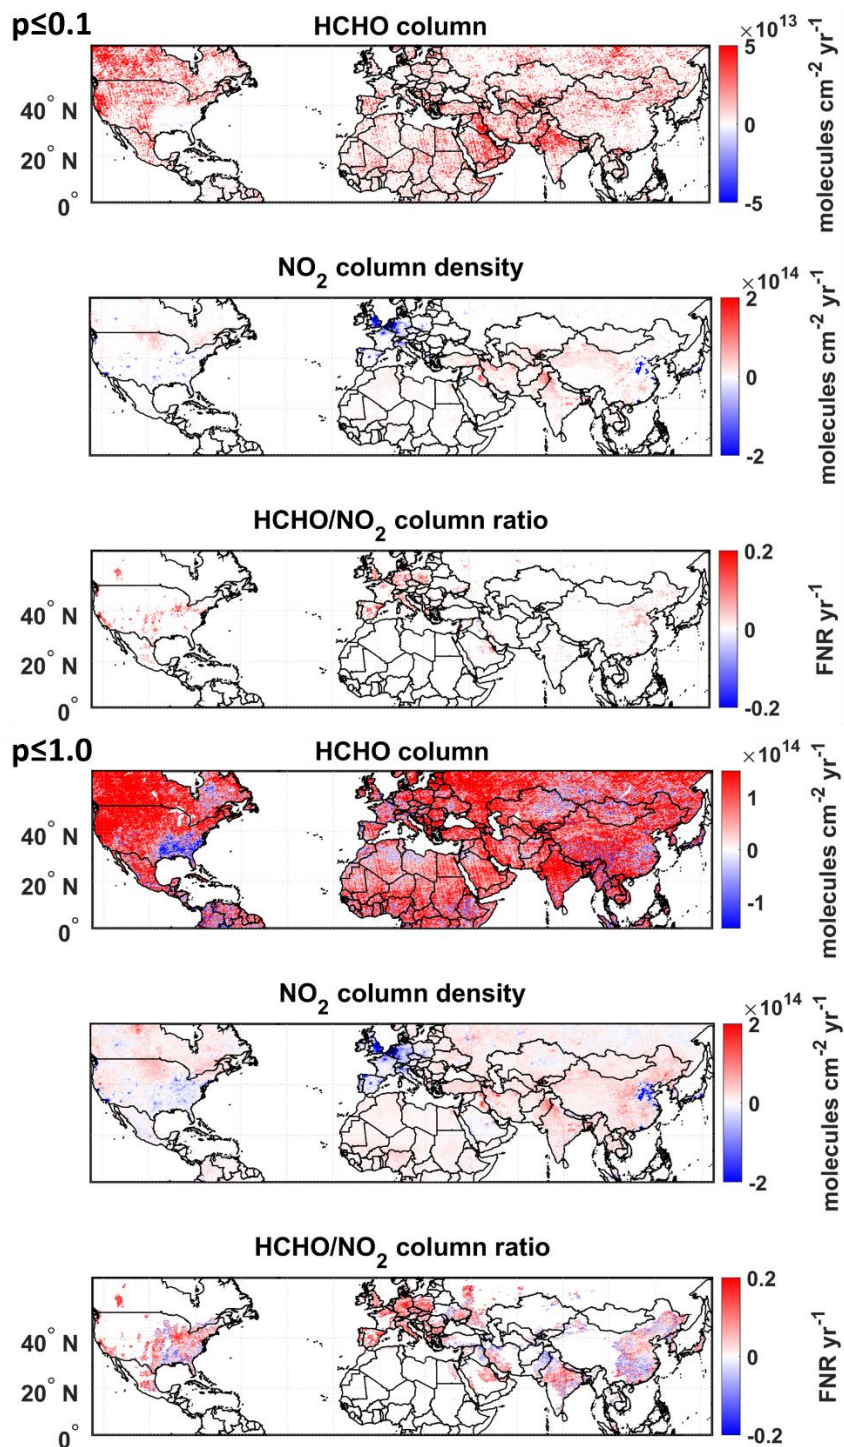 p≤0.1
HCHO column
×10^13
5
0
-5
molecules cm^-2 yr^-1
40° N
20° N
0°
NO_2 column density
×10^14
2
0
-2
molecules cm^-2 yr^-1
HCHO/NO_2 column ratio
0.2
0
-0.2
FNR yr^-1
40° N
20° N
0°
p≤1.0
HCHO column
×10^14
1
0
-1
molecules cm^-2 yr^-1
40° N
20° N
0°
NO_2 column density
×10^14
2
0
-2
molecules cm^-2 yr^-1
HCHO/NO_2 column ratio
0.2
0
-0.2
FNR yr^-1
40° N
20° N
0°